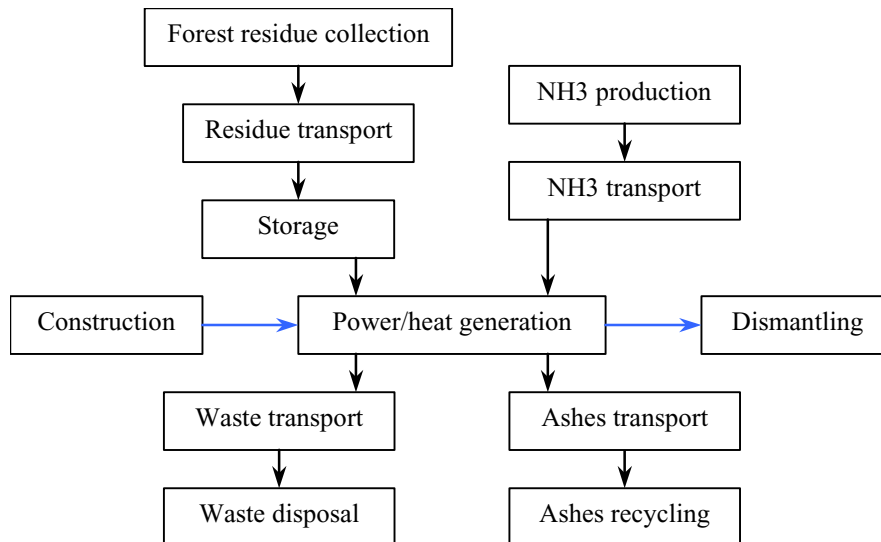 Forest residue collection
NH3 production
Residue transport
NH3 transport
Storage
Construction
Power/heat generation
Dismantling
Waste transport
Ashes transport
Waste disposal
Ashes recycling